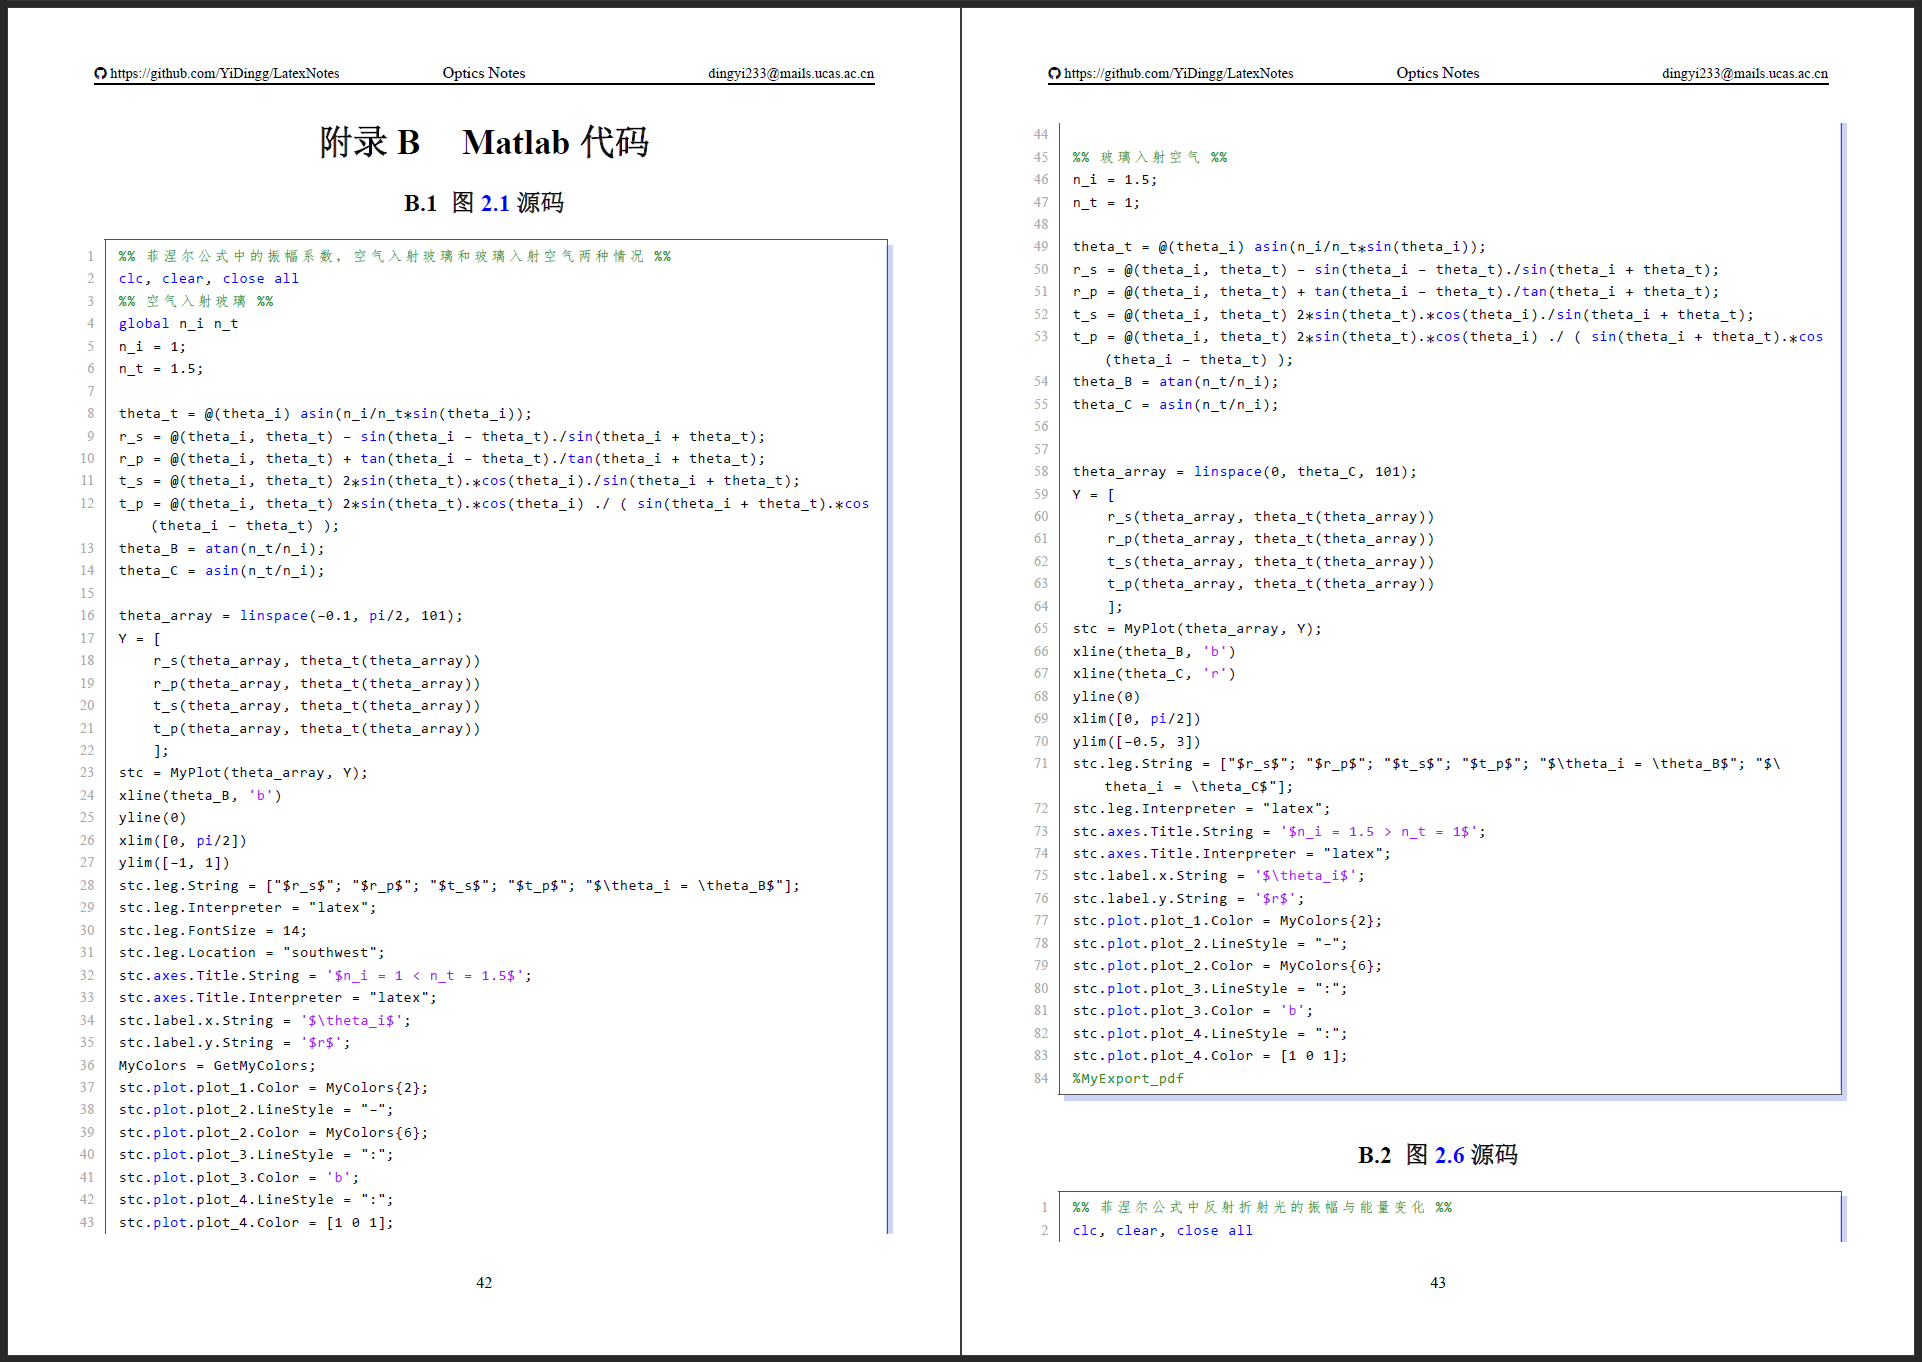 https://github.com/YiDingg/LatexNotes Optics Notes dingyi233@mails.ucas.ac.cn
附录 B Matlab 代码
B.1 图 2.1 源码
1 %% 菲涅尔公式中的振幅系数，空气入射玻璃和玻璃入射空气两种情况 %%
2 clc, clear, close all
3 %% 空气入射玻璃 %%
4 global n_i n_t
5 n_i = 1;
6 n_t = 1.5;
7
8 theta_t = @(theta_i) asin(n_i/n_t*sin(theta_i));
9 r_s = @(theta_i, theta_t) - sin(theta_i - theta_t)./sin(theta_i + theta_t);
10 r_p = @(theta_i, theta_t) + tan(theta_i - theta_t)./tan(theta_i + theta_t);
11 t_s = @(theta_i, theta_t) 2*sin(theta_t).*cos(theta_i)./sin(theta_i + theta_t);
12 t_p = @(theta_i, theta_t) 2*sin(theta_t).*cos(theta_i) ./ ( sin(theta_i + theta_t).*cos
(theta_i - theta_t) );
13 theta_B = atan(n_t/n_i);
14 theta_C = asin(n_t/n_i);
15
16 theta_array = linspace(-0.1, pi/2, 101);
17 Y = [
18 r_s(theta_array, theta_t(theta_array))
19 r_p(theta_array, theta_t(theta_array))
20 t_s(theta_array, theta_t(theta_array))
21 t_p(theta_array, theta_t(theta_array))
22 ];
23 stc = MyPlot(theta_array, Y);
24 xline(theta_B, 'b')
25 yline(0)
26 xlim([0, pi/2])
27 ylim([-1, 1])
28 stc.leg.String = ["$r_s$"; "$r_p$"; "$t_s$"; "$t_p$"; "$\theta_i = \theta_B$"];
29 stc.leg.Interpreter = "latex";
30 stc.leg.FontSize = 14;
31 stc.leg.Location = "southwest";
32 stc.axes.Title.String = '$n_i = 1 < n_t = 1.5$';
33 stc.axes.Title.Interpreter = "latex";
34 stc.label.x.String = '$\theta_i$';
35 stc.label.y.String = '$r$';
36 MyColors = GetMyColors;
37 stc.plot.plot_1.Color = MyColors{2};
38 stc.plot.plot_2.LineStyle = "-";
39 stc.plot.plot_2.Color = MyColors{6};
40 stc.plot.plot_3.LineStyle = ":";
41 stc.plot.plot_3.Color = 'b';
42 stc.plot.plot_4.LineStyle = ":";
43 stc.plot.plot_4.Color = [1 0 1];
42
https://github.com/YiDingg/LatexNotes Optics Notes dingyi233@mails.ucas.ac.cn
44
45 %% 玻璃入射空气 %%
46 n_i = 1.5;
47 n_t = 1;
48
49 theta_t = @(theta_i) asin(n_i/n_t*sin(theta_i));
50 r_s = @(theta_i, theta_t) - sin(theta_i - theta_t)./sin(theta_i + theta_t);
51 r_p = @(theta_i, theta_t) + tan(theta_i - theta_t)./tan(theta_i + theta_t);
52 t_s = @(theta_i, theta_t) 2*sin(theta_t).*cos(theta_i)./sin(theta_i + theta_t);
53 t_p = @(theta_i, theta_t) 2*sin(theta_t).*cos(theta_i) ./ ( sin(theta_i + theta_t).*cos
(theta_i - theta_t) );
54 theta_B = atan(n_t/n_i);
55 theta_C = asin(n_t/n_i);
56
57
58 theta_array = linspace(0, theta_C, 101);
59 Y = [
60 r_s(theta_array, theta_t(theta_array))
61 r_p(theta_array, theta_t(theta_array))
62 t_s(theta_array, theta_t(theta_array))
63 t_p(theta_array, theta_t(theta_array))
64 ];
65 stc = MyPlot(theta_array, Y);
66 xline(theta_B, 'b')
67 xline(theta_C, 'r')
68 yline(0)
69 xlim([0, pi/2])
70 ylim([-0.5, 3])
71 stc.leg.String = ["$r_s$"; "$r_p$"; "$t_s$"; "$t_p$"; "$\theta_i = \theta_B$"; "$\
theta_i = \theta_C$"];
72 stc.leg.Interpreter = "latex";
73 stc.axes.Title.String = '$n_i = 1.5 > n_t = 1$';
74 stc.axes.Title.Interpreter = "latex";
75 stc.label.x.String = '$\theta_i$';
76 stc.label.y.String = '$r$';
77 stc.plot.plot_1.Color = MyColors{2};
78 stc.plot.plot_2.LineStyle = "-";
79 stc.plot.plot_2.Color = MyColors{6};
80 stc.plot.plot_3.LineStyle = ":";
81 stc.plot.plot_3.Color = 'b';
82 stc.plot.plot_4.LineStyle = ":";
83 stc.plot.plot_4.Color = [1 0 1];
84 %MyExport_pdf
B.2 图 2.6 源码
1 %% 菲涅尔公式中反射折射光的振幅与能量变化 %%
2 clc, clear, close all
43